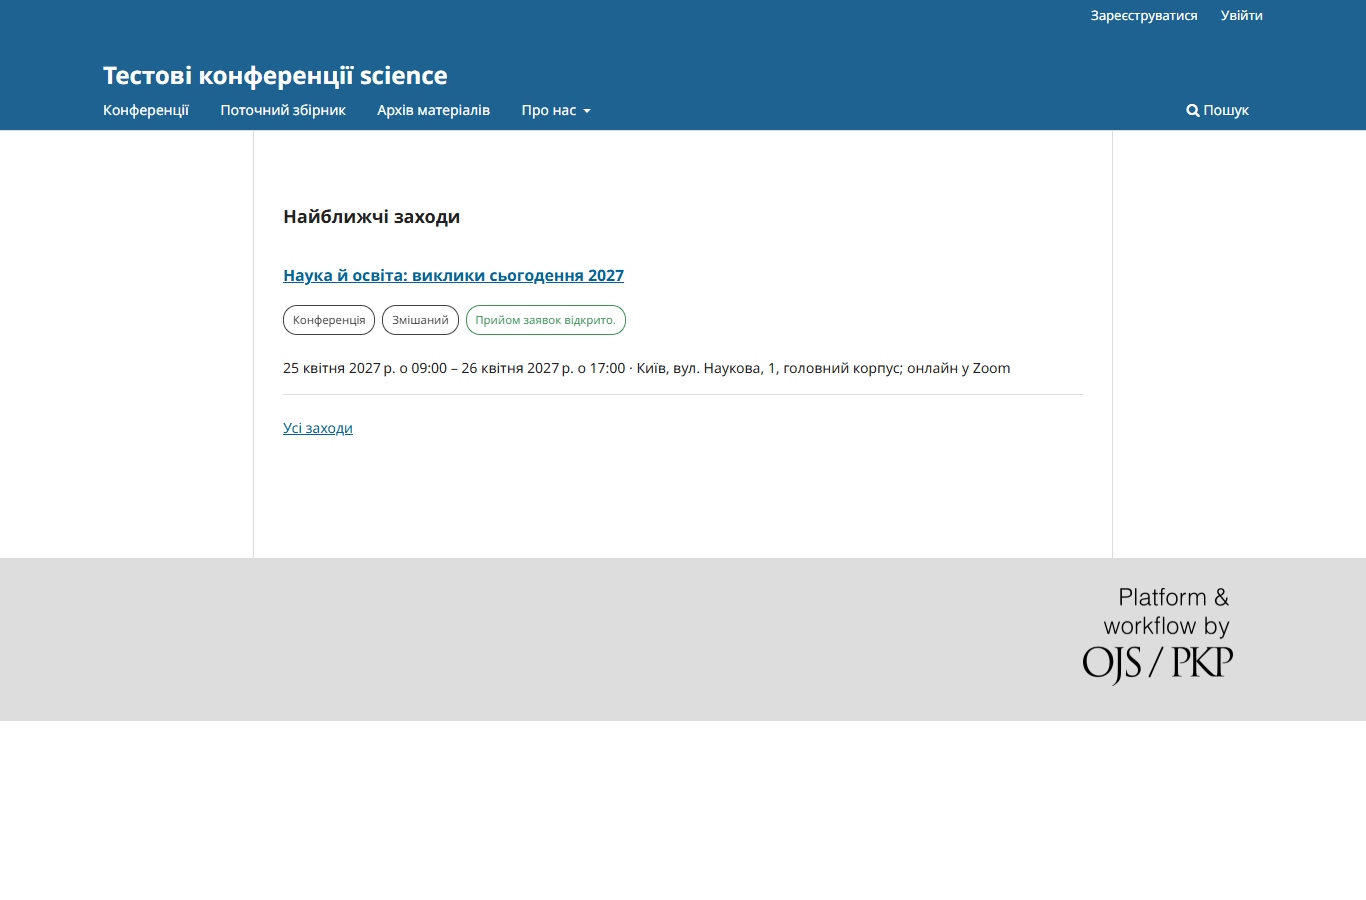 Зареєструватися Увійти
Тестові конференції science
Конференції Поточний збірник Архів матеріалів Про нас Пошук
Найближчі заходи
Наука й освіта: виклики сьогодення 2027
Конференція Змішаний Прийом заявок відкрито.
25 квітня 2027 р. о 09:00 – 26 квітня 2027 р. о 17:00 · Київ, вул. Наукова, 1, головний корпус; онлайн у Zoom
Усі заходи
Platform &
workflow by
OJS / PKP